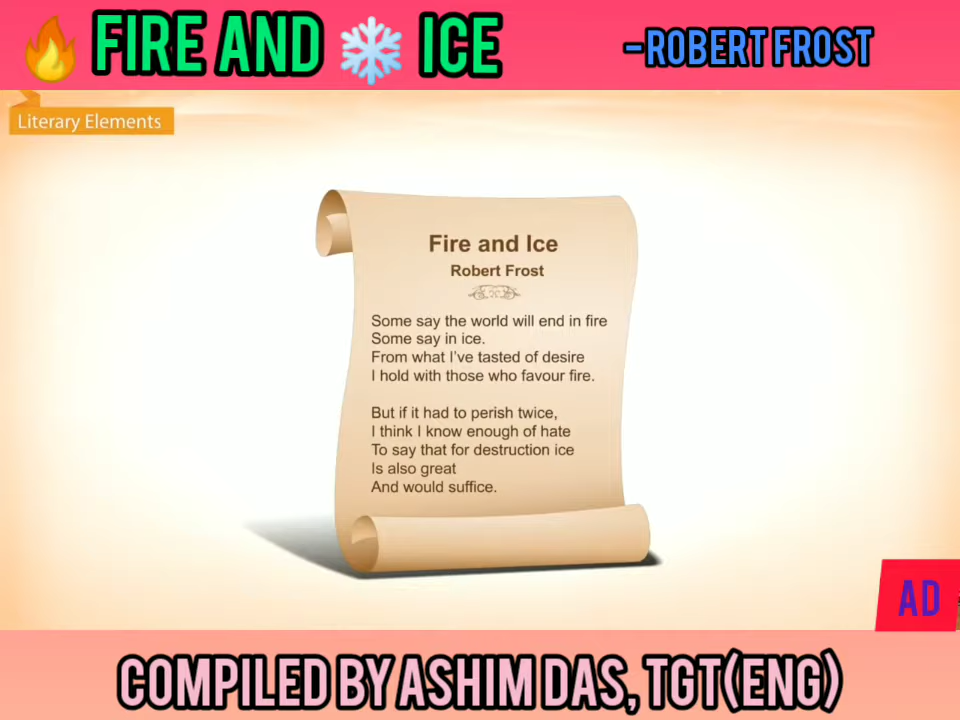 🔥 FIRE AND ❄️ ICE
-ROBERT FROST
Literary Elements
Fire and Ice
Robert Frost
Some say the world will end in fire
Some say in ice.
From what I've tasted of desire
I hold with those who favour fire.
But if it had to perish twice,
I think I know enough of hate
To say that for destruction ice
Is also great
And would suffice.
AD
COMPILED BY ASHIM DAS, TGT(ENG)